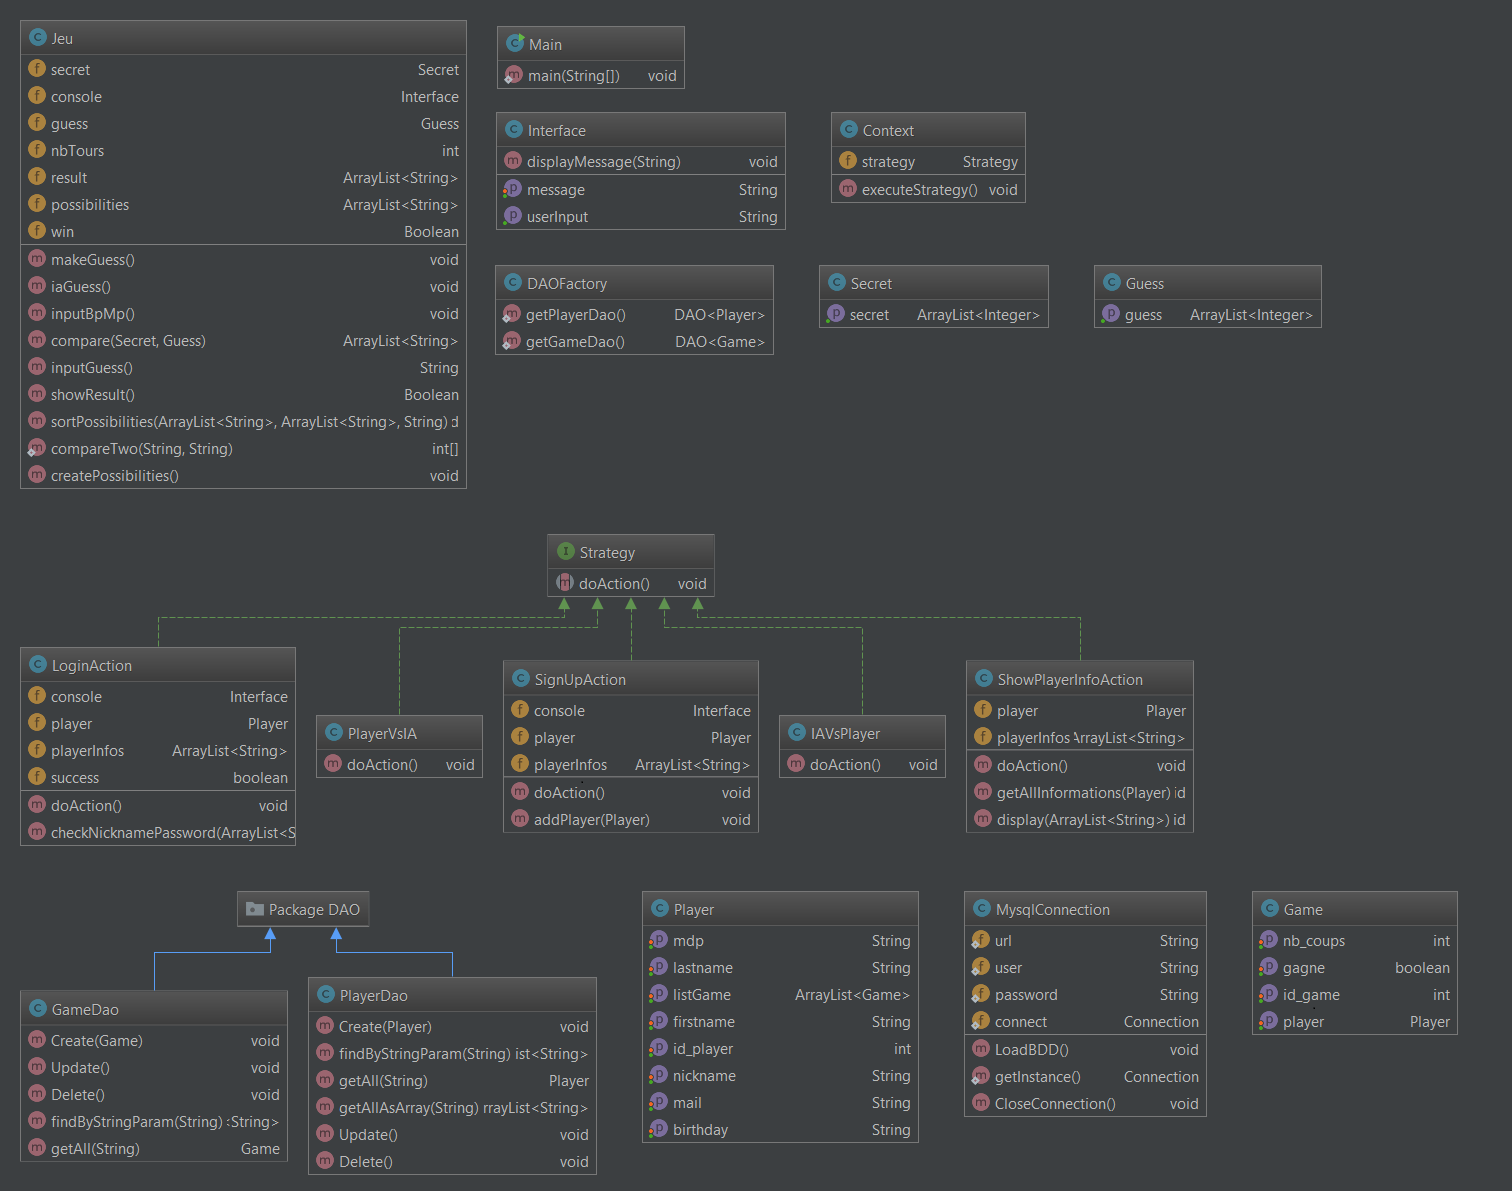 Jeu
secret Secret
console Interface
guess Guess
nbTours int
result ArrayList<String>
possibilities ArrayList<String>
win Boolean
makeGuess() void
iaGuess() void
inputBpMp() void
compare(Secret, Guess) ArrayList<String>
inputGuess() String
showResult() Boolean
sortPossibilities(ArrayList<String>, ArrayList<String>, String) d
compareTwo(String, String) int[]
createPossibilities() void
Main
main(String[]) void
Interface
displayMessage(String) void
message String
userInput String
Context
strategy Strategy
executeStrategy() void
DAOFactory
getPlayerDao() DAO<Player>
getGameDao() DAO<Game>
Secret
secret ArrayList<Integer>
Guess
guess ArrayList<Integer>
Strategy
doAction() void
LoginAction
console Interface
player Player
playerInfos ArrayList<String>
success boolean
doAction() void
checkNicknamePassword(ArrayList<S
PlayerVsIA
doAction() void
SignUpAction
console Interface
player Player
playerInfos ArrayList<String>
doAction() void
addPlayer(Player) void
IAVsPlayer
doAction() void
ShowPlayerInfoAction
player Player
playerInfos ArrayList<String>
doAction() void
getAllInformations(Player) id
display(ArrayList<String>) id
Package DAO
GameDao
Create(Game) void
Update() void
Delete() void
findByStringParam(String) :String>
getAll(String) Game
PlayerDao
Create(Player) void
findByStringParam(String) ist<String>
getAll(String) Player
getAllAsArray(String) rrayList<String>
Update() void
Delete() void
Player
mdp String
lastname String
listGame ArrayList<Game>
firstname String
id_player int
nickname String
mail String
birthday String
MysqlConnection
url String
user String
password String
connect Connection
LoadBDD() void
getInstance() Connection
CloseConnection() void
Game
nb_coups int
gagne boolean
id_game int
player Player